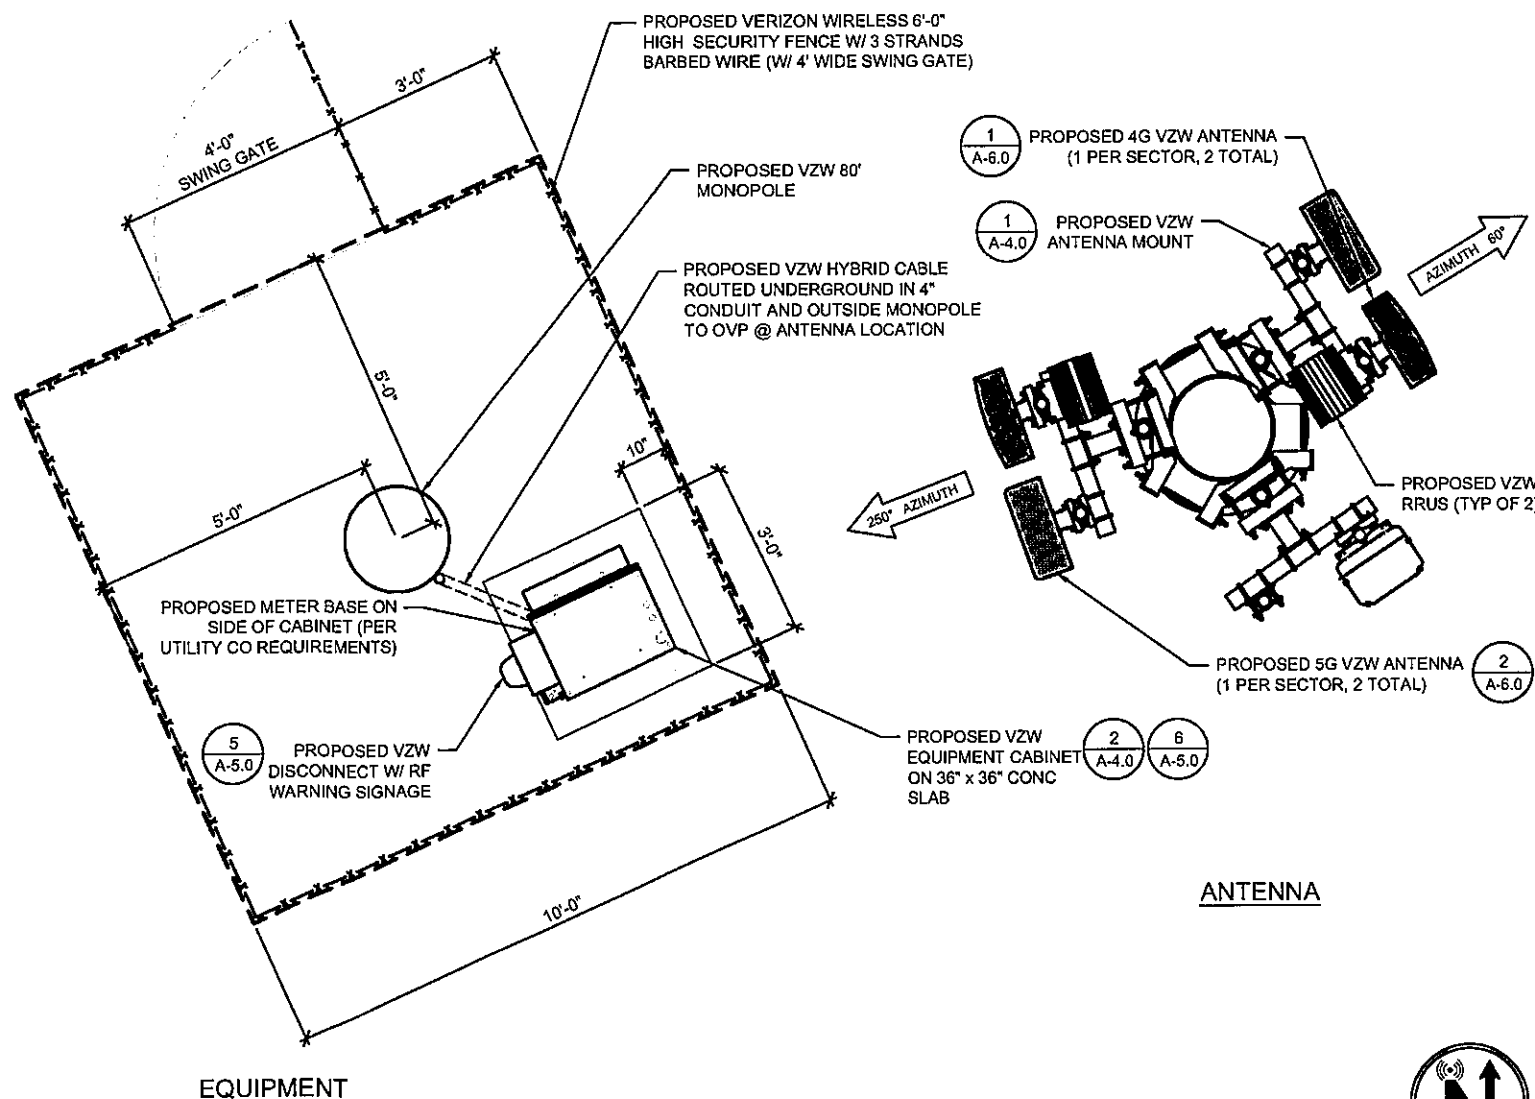 PROPOSED VERIZON WIRELESS 6'-0"
HIGH SECURITY FENCE W/ 3 STRANDS
BARBED WIRE (W/ 4' WIDE SWING GATE)
3'-0"
4'-0"
SWING GATE
PROPOSED VZW 80'
MONOPOLE
PROPOSED VZW HYBRID CABLE
ROUTED UNDERGROUND IN 4"
CONDUIT AND OUTSIDE MONOPOLE
TO OVP @ ANTENNA LOCATION
5'-0"
5'-0"
10"
3'-0"
PROPOSED METER BASE ON
SIDE OF CABINET (PER
UTILITY CO REQUIREMENTS)
5
A-5.0
PROPOSED VZW
DISCONNECT W/ RF
WARNING SIGNAGE
PROPOSED VZW
EQUIPMENT CABINET
ON 36" x 36" CONC
SLAB
2
A-4.0
6
A-5.0
10'-0"
EQUIPMENT
1
A-6.0
PROPOSED 4G VZW ANTENNA
(1 PER SECTOR, 2 TOTAL)
1
A-4.0
PROPOSED VZW
ANTENNA MOUNT
AZIMUTH 60°
250° AZIMUTH
PROPOSED VZW
RRUS (TYP OF 2)
PROPOSED 5G VZW ANTENNA
(1 PER SECTOR, 2 TOTAL)
2
A-6.0
ANTENNA
N